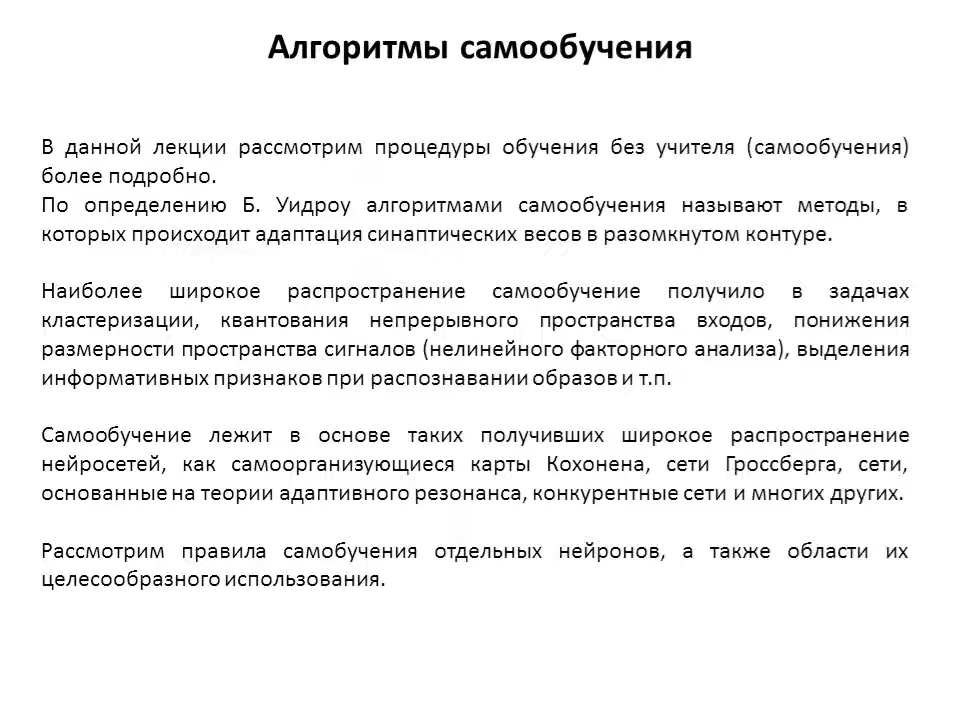 Алгоритмы самообучения
В данной лекции рассмотрим процедуры обучения без учителя (самообучения)
более подробно.
По определению Б. Уидроу алгоритмами самообучения называют методы, в
которых происходит адаптация синаптических весов в разомкнутом контуре.
Наиболее широкое распространение самообучение получило в задачах
кластеризации, квантования непрерывного пространства входов, понижения
размерности пространства сигналов (нелинейного факторного анализа), выделения
информативных признаков при распознавании образов и т.п.
Самообучение лежит в основе таких получивших широкое распространение
нейросетей, как самоорганизующиеся карты Кохонена, сети Гроссберга, сети,
основанные на теории адаптивного резонанса, конкурентные сети и многих других.
Рассмотрим правила самобучения отдельных нейронов, а также области их
целесообразного использования.